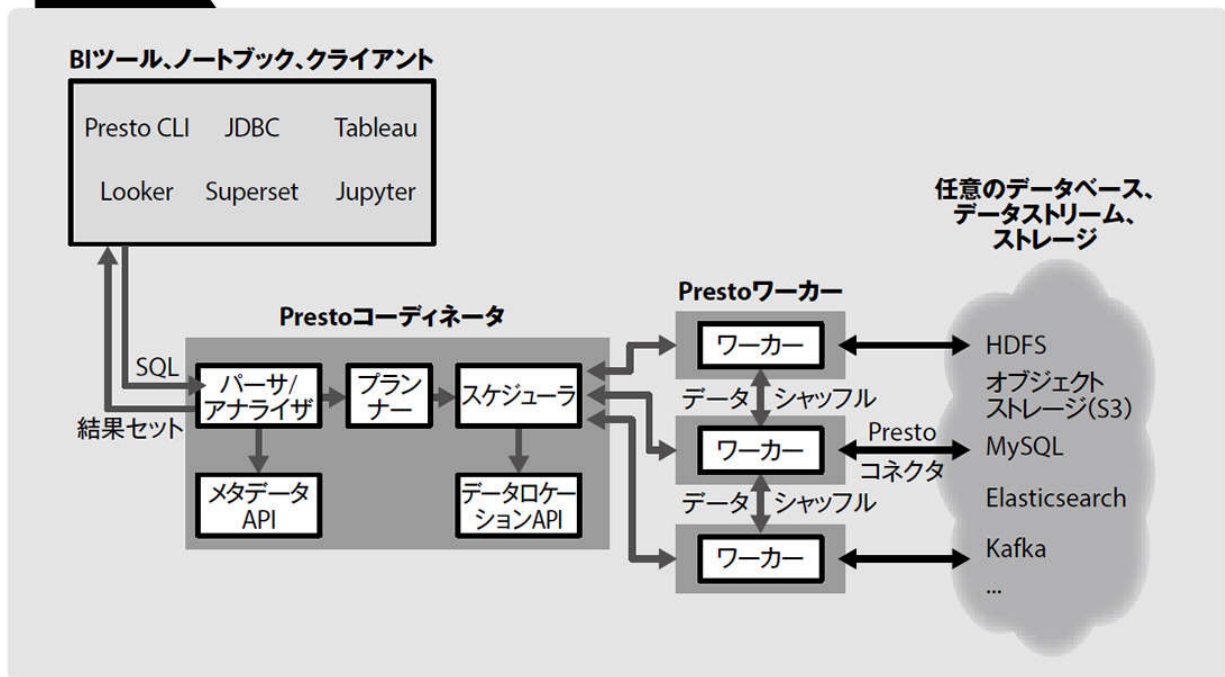 BIツール、ノートブック、クライアント
Presto CLI JDBC Tableau
Looker Superset Jupyter
任意のデータベース、
データストリーム、
ストレージ
Prestoコーディネータ
SQL
結果セット
パーサ/
アナライザ
プラン
ナー
スケジューラ
メタデータ
API
データロケー
ションAPI
Prestoワーカー
ワーカー
データ シャッフル
ワーカー
データ シャッフル
ワーカー
Presto
コネクタ
HDFS
オブジェクト
ストレージ(S3)
MySQL
Elasticsearch
Kafka
...